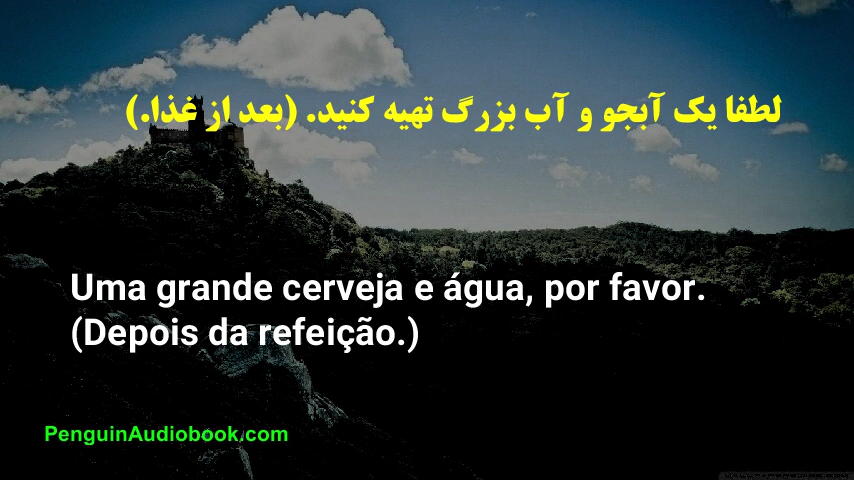 لطفا یک آبجو و آب بزرگ تهیه کنید. (بعد از غذا.)
Uma grande cerveja e água, por favor.
(Depois da refeição.)
PenguinAudiobook.com